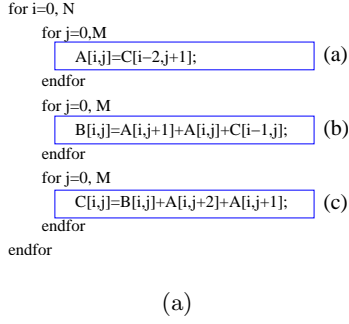 for i=0, N
for j=0,M
A[i,j]=C[i−2,j+1]; (a)
endfor
for j=0, M
B[i,j]=A[i,j+1]+A[i,j]+C[i−1,j]; (b)
endfor
for j=0, M
C[i,j]=B[i,j]+A[i,j+2]+A[i,j+1]; (c)
endfor
endfor
(a)